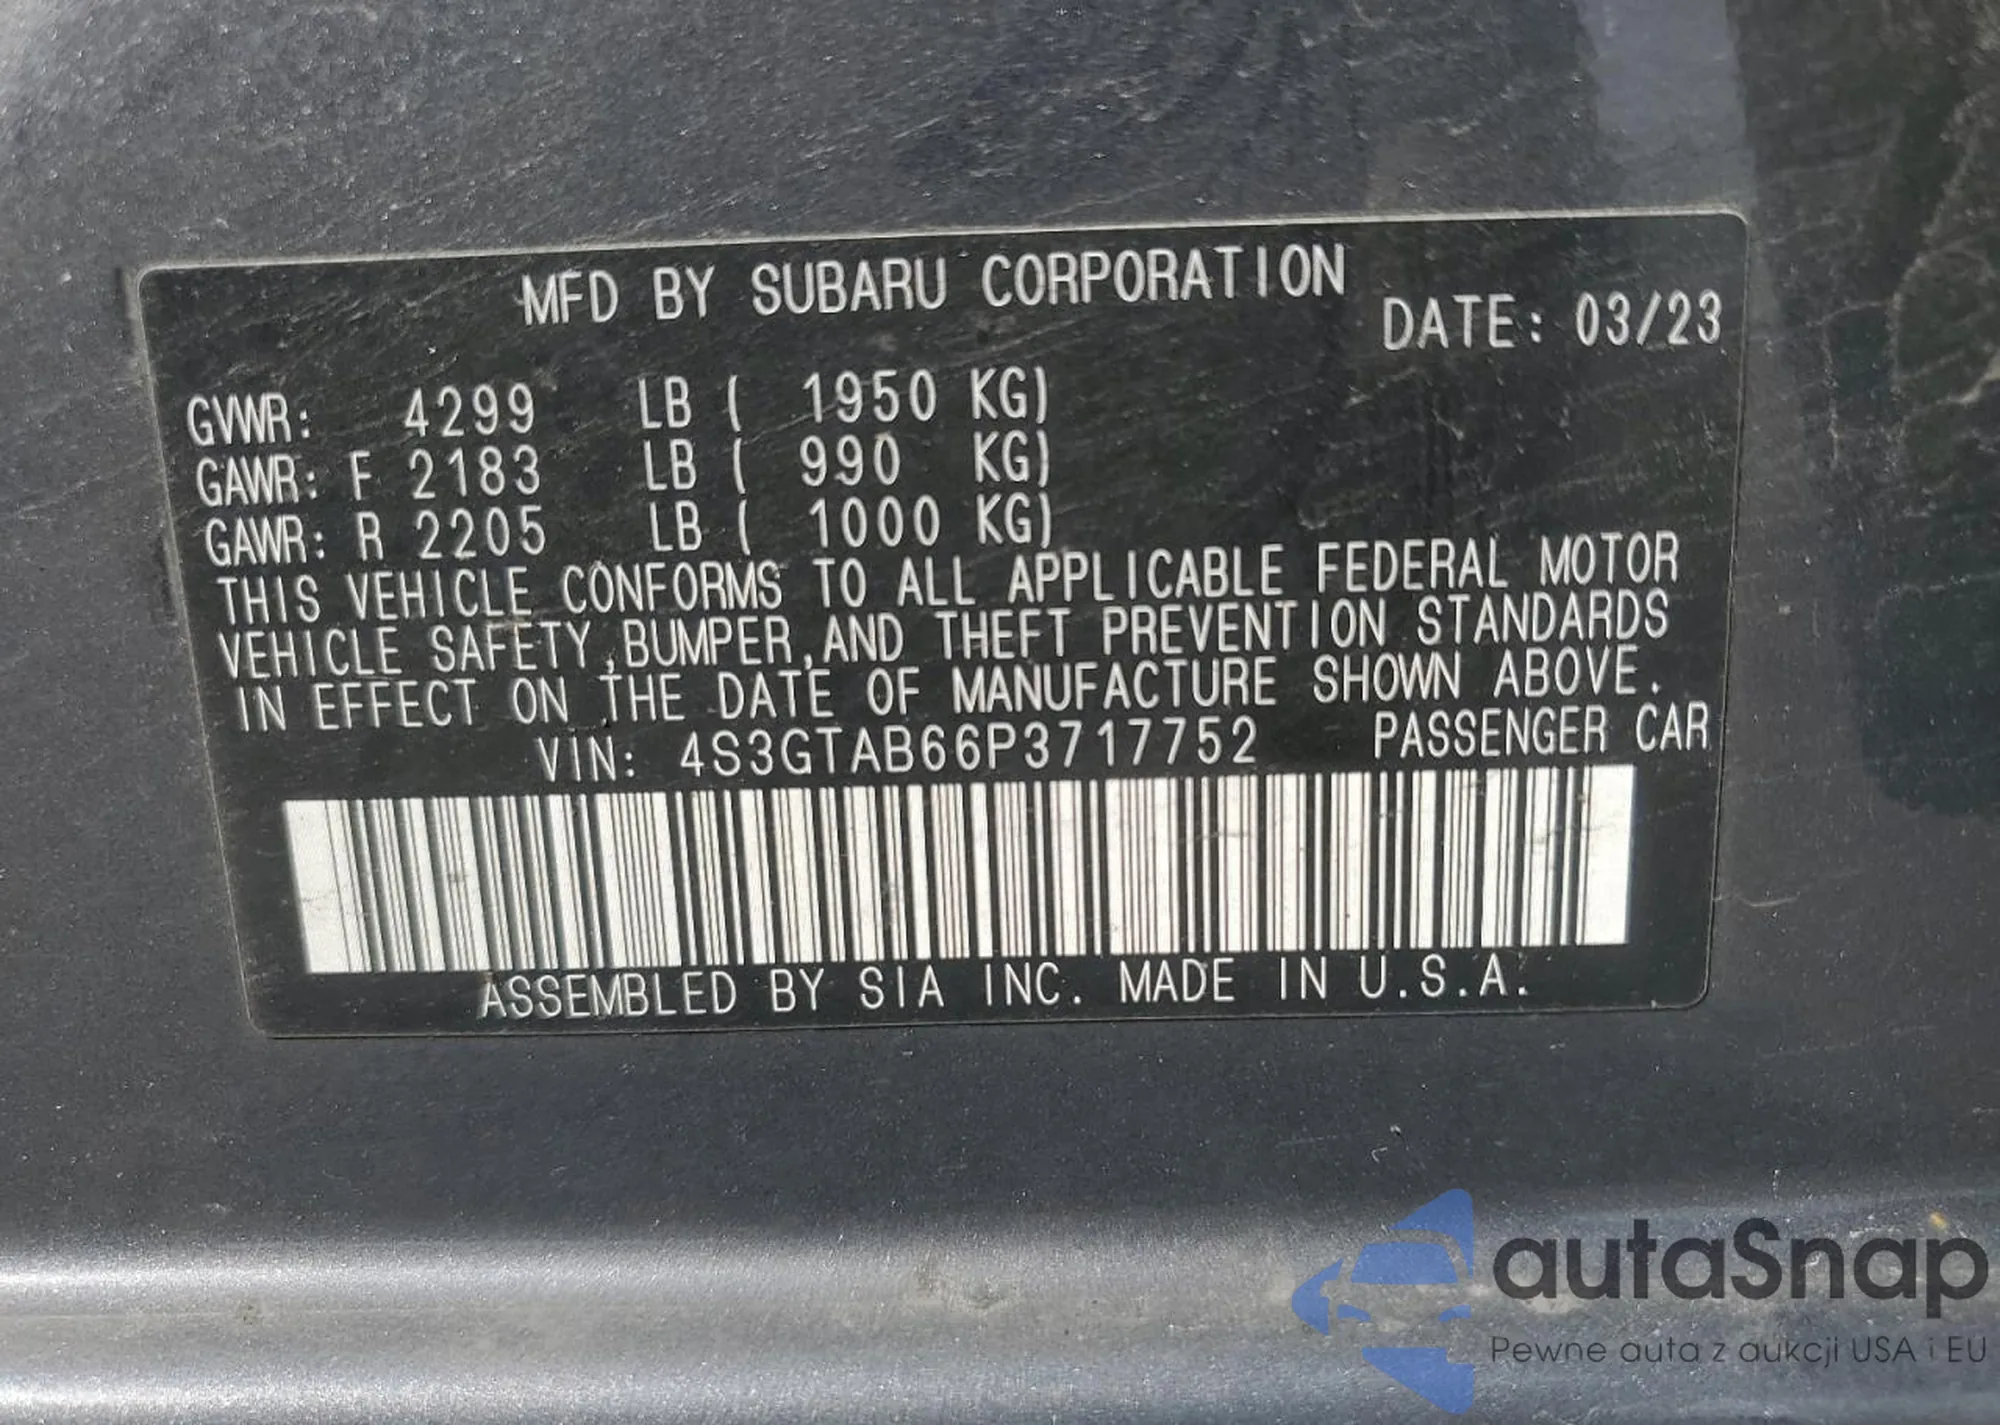 MFD BY SUBARU CORPORATION
DATE: 03/23
GVWR: 4299 LB ( 1950 KG)
GAWR: F 2183 LB ( 990 KG)
GAWR: R 2205 LB ( 1000 KG)
THIS VEHICLE CONFORMS TO ALL APPLICABLE FEDERAL MOTOR
VEHICLE SAFETY,BUMPER,AND THEFT PREVENTION STANDARDS
IN EFFECT ON THE DATE OF MANUFACTURE SHOWN ABOVE.
VIN: 4S3GTAB66P3717752 PASSENGER CAR
ASSEMBLED BY SIA INC. MADE IN U.S.A.
autaSnap
Pewne auta z aukcji USA i EU